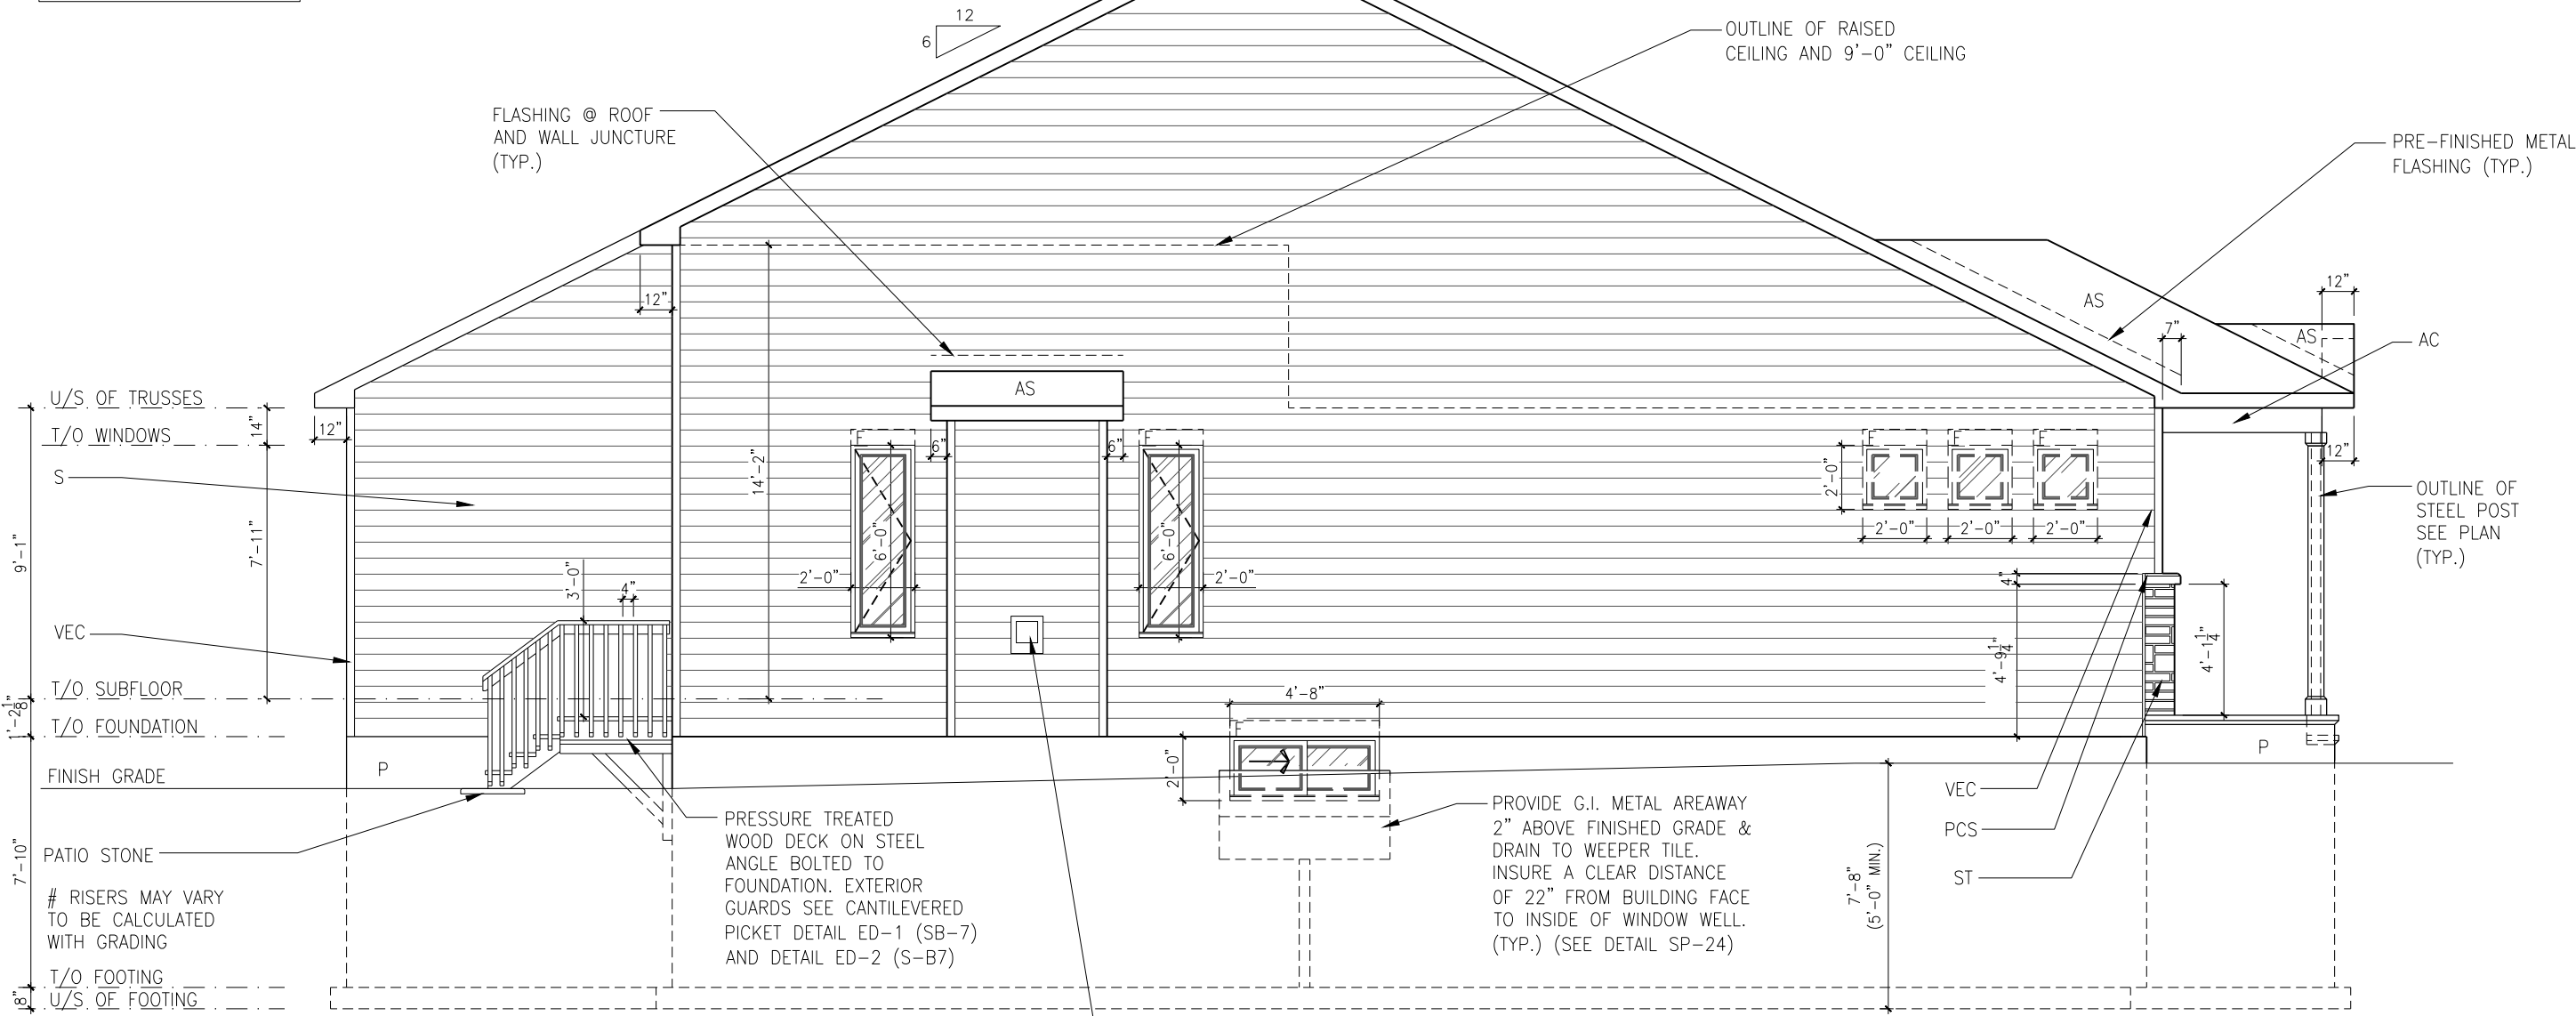 12
6
OUTLINE OF RAISED
CEILING AND 9'-0" CEILING
FLASHING @ ROOF
AND WALL JUNCTURE
(TYP.)
PRE-FINISHED METAL
FLASHING (TYP.)
12"
12"
AS
7"
AS
AC
AS
U/S OF TRUSSES
14"
12"
T/O WINDOWS
6"
6"
F
F
F
F
F
12"
14'-2"
2'-0"
S
9'-1"
7'-11"
6'-0"
6'-0"
2'-0"
2'-0"
2'-0"
OUTLINE OF
STEEL POST
SEE PLAN
(TYP.)
3'-0"
4"
2'-0"
2'-0"
4"
VEC
4'-9 1/4"
4'-1 1/4"
T/O SUBFLOOR
4'-8"
1'-2 1/8"
T/O FOUNDATION
F
P
P
FINISH GRADE
2'-0"
VEC
PCS
ST
PATIO STONE
PRESSURE TREATED
WOOD DECK ON STEEL
ANGLE BOLTED TO
FOUNDATION. EXTERIOR
GUARDS SEE CANTILEVERED
PICKET DETAIL ED-1 (SB-7)
AND DETAIL ED-2 (S-B7)
PROVIDE G.I. METAL AREAWAY
2" ABOVE FINISHED GRADE &
DRAIN TO WEEPER TILE.
INSURE A CLEAR DISTANCE
OF 22" FROM BUILDING FACE
TO INSIDE OF WINDOW WELL.
(TYP.) (SEE DETAIL SP-24)
7'-8"
(5'-0" MIN.)
7'-10"
# RISERS MAY VARY
TO BE CALCULATED
WITH GRADING
T/O FOOTING
8"
U/S OF FOOTING